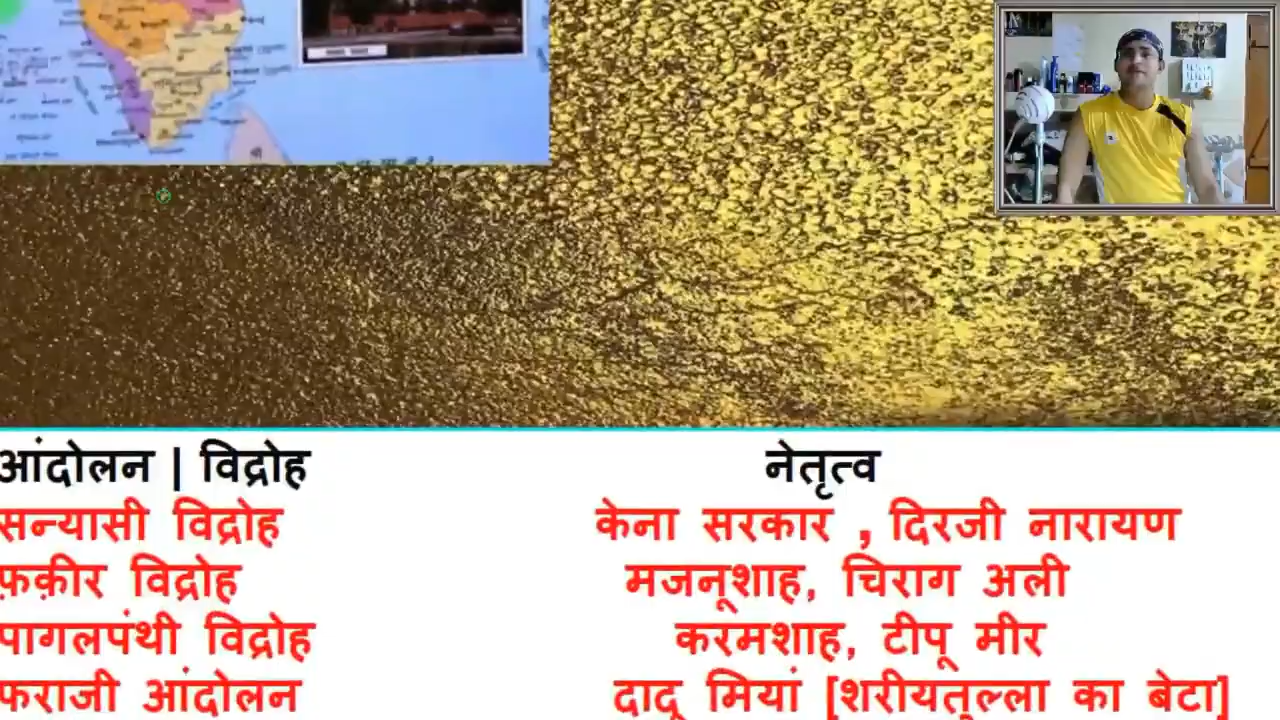 आंदोलन | विद्रोह नेतृत्व
सन्यासी विद्रोह केना सरकार , दिरजी नारायण
फ़क़ीर विद्रोह मजनूशाह, चिराग अली
पागलपंथी विद्रोह करमशाह, टीपू मीर
फराजी आंदोलन दादू मियां [शरीयतुल्ला का बेटा]